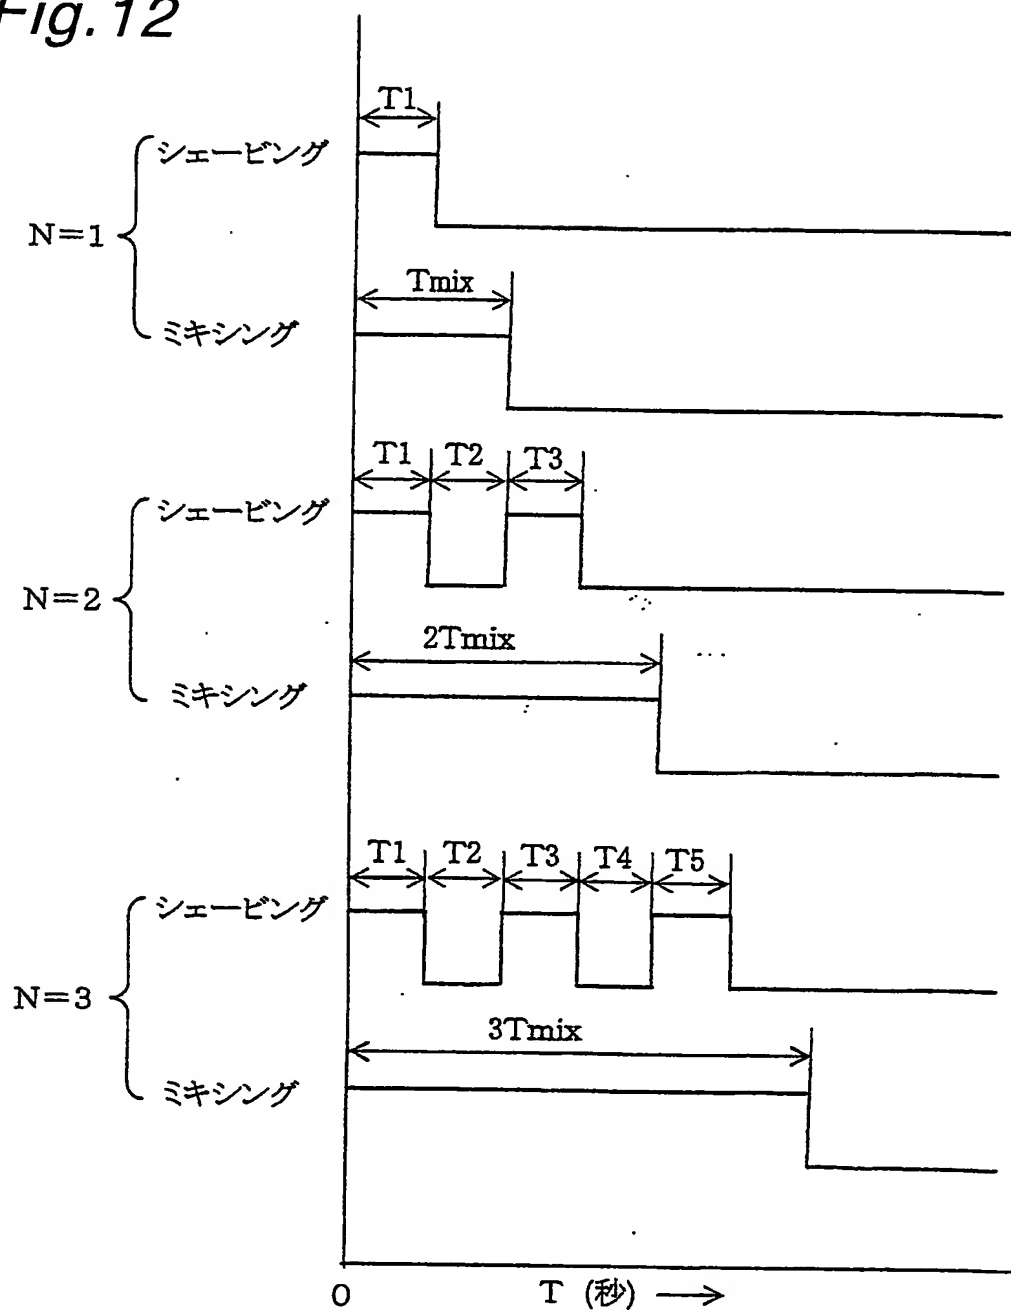 Fig.12
T1
シェービング
N=1
Tmix
ミキシング
T1 T2 T3
シェービング
N=2
2Tmix
ミキシング
T1 T2 T3 T4 T5
シェービング
N=3
3Tmix
ミキシング
0 T (秒)